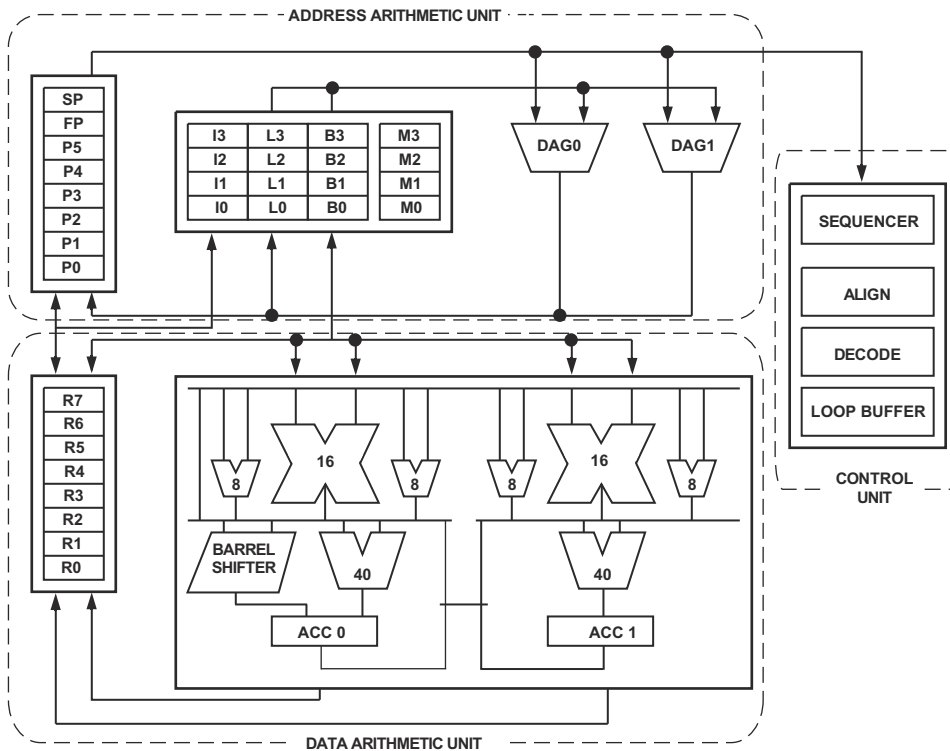 ADDRESS ARITHMETIC UNIT
SP
FP
P5
P4
P3
P2
P1
P0
I3 L3 B3 M3
I2 L2 B2 M2
I1 L1 B1 M1
I0 L0 B0 M0
DAG0 DAG1
SEQUENCER
ALIGN
DECODE
LOOP BUFFER
CONTROL
UNIT
R7
R6
R5
R4
R3
R2
R1
R0
8 16 8 8 16 8
BARREL
SHIFTER
40 40
ACC 0 ACC 1
DATA ARITHMETIC UNIT